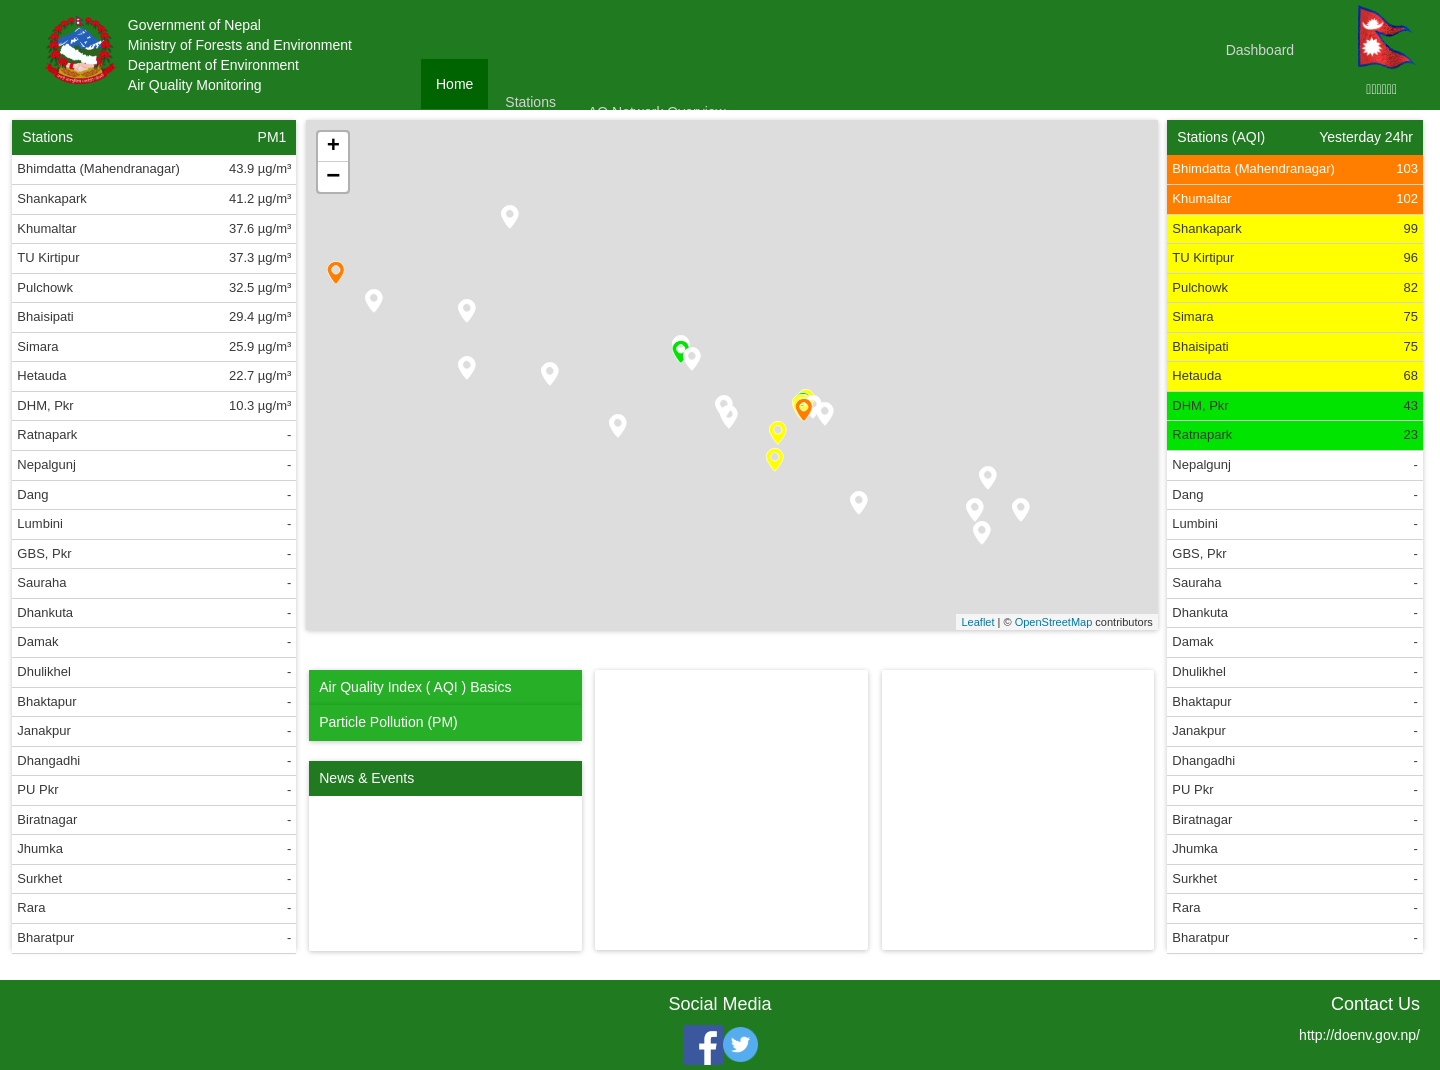 Government of Nepal
Ministry of Forests and Environment
Department of Environment
Air Quality Monitoring
Home
Stations
AQ Network Overview
Dashboard
Stations PM1
Bhimdatta (Mahendranagar) 43.9 µg/m³
Shankapark 41.2 µg/m³
Khumaltar 37.6 µg/m³
TU Kirtipur 37.3 µg/m³
Pulchowk 32.5 µg/m³
Bhaisipati 29.4 µg/m³
Simara 25.9 µg/m³
Hetauda 22.7 µg/m³
DHM, Pkr 10.3 µg/m³
Ratnapark -
Nepalgunj -
Dang -
Lumbini -
GBS, Pkr -
Sauraha -
Dhankuta -
Damak -
Dhulikhel -
Bhaktapur -
Janakpur -
Dhangadhi -
PU Pkr -
Biratnagar -
Jhumka -
Surkhet -
Rara -
Bharatpur -
+
−
Leaflet | © OpenStreetMap contributors
Air Quality Index ( AQI ) Basics
Particle Pollution (PM)
News & Events
Stations (AQI) Yesterday 24hr
Bhimdatta (Mahendranagar) 103
Khumaltar 102
Shankapark 99
TU Kirtipur 96
Pulchowk 82
Simara 75
Bhaisipati 75
Hetauda 68
DHM, Pkr 43
Ratnapark 23
Nepalgunj -
Dang -
Lumbini -
GBS, Pkr -
Sauraha -
Dhankuta -
Damak -
Dhulikhel -
Bhaktapur -
Janakpur -
Dhangadhi -
PU Pkr -
Biratnagar -
Jhumka -
Surkhet -
Rara -
Bharatpur -
Social Media
Contact Us
http://doenv.gov.np/